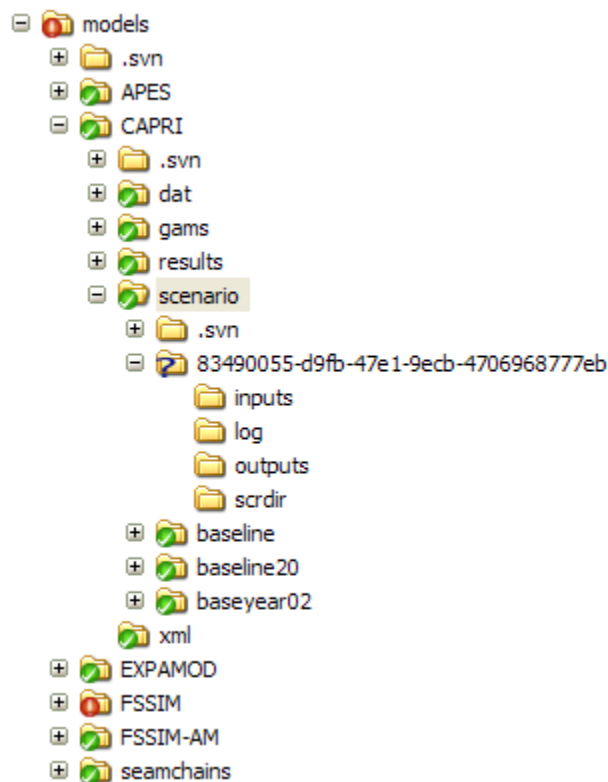 models
.svn
APES
CAPRI
.svn
dat
gams
results
scenario
.svn
83490055-d9fb-47e1-9ecb-4706968777eb
inputs
log
outputs
scrdir
baseline
baseline20
baseyear02
xml
EXPAMOD
FSSIM
FSSIM-AM
seamchains